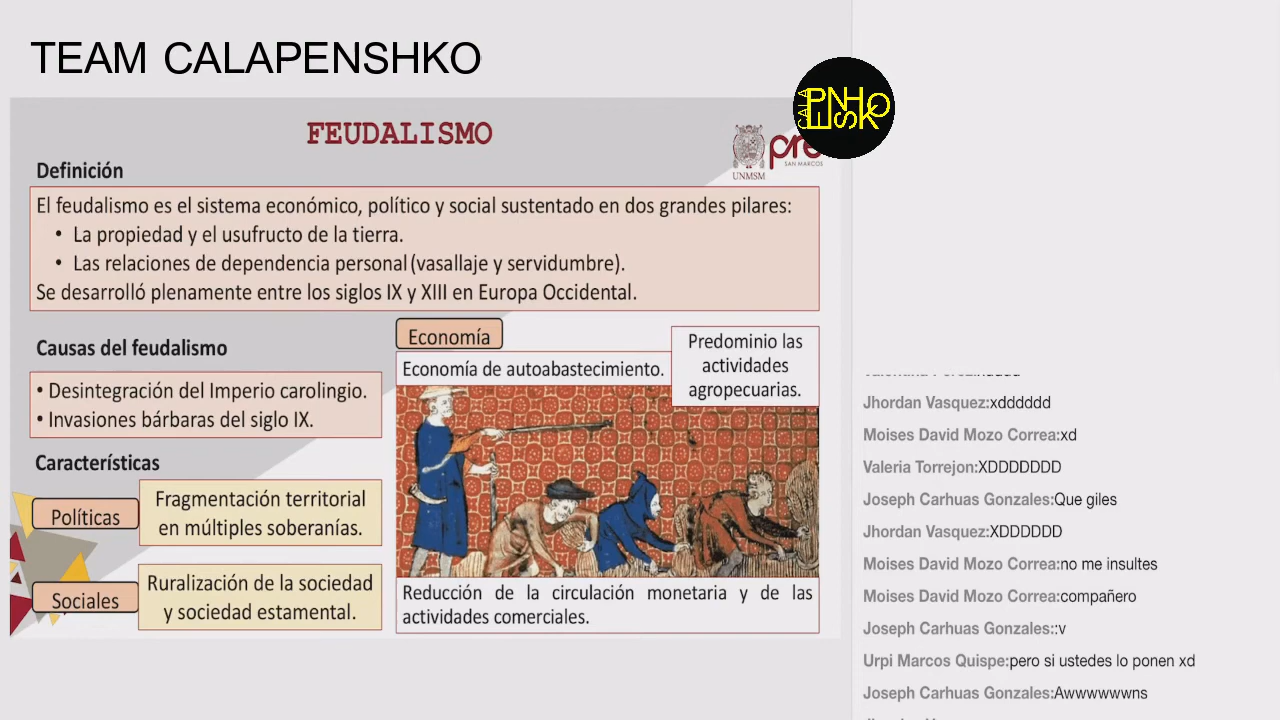 TEAM CALAPENSHKO
CALA
PENHO
ESK
FEUDALISMO
pre
SAN MARCOS
UNMSM
Definición
El feudalismo es el sistema económico, político y social sustentado en dos grandes pilares:
• La propiedad y el usufructo de la tierra.
• Las relaciones de dependencia personal (vasallaje y servidumbre).
Se desarrolló plenamente entre los siglos IX y XIII en Europa Occidental.
Causas del feudalismo
• Desintegración del Imperio carolingio.
• Invasiones bárbaras del siglo IX.
Características
Políticas
Fragmentación territorial
en múltiples soberanías.
Sociales
Ruralización de la sociedad
y sociedad estamental.
Economía
Economía de autoabastecimiento.
Predominio las
actividades
agropecuarias.
Reducción de la circulación monetaria y de las
actividades comerciales.
Jhordan Vasquez:xdddddd
Moises David Mozo Correa:xd
Valeria Torrejon:XDDDDDDD
Joseph Carhuas Gonzales:Que giles
Jhordan Vasquez:XDDDDDD
Moises David Mozo Correa:no me insultes
Moises David Mozo Correa:compañero
Joseph Carhuas Gonzales::v
Urpi Marcos Quispe:pero si ustedes lo ponen xd
Joseph Carhuas Gonzales:Awwwwwwns